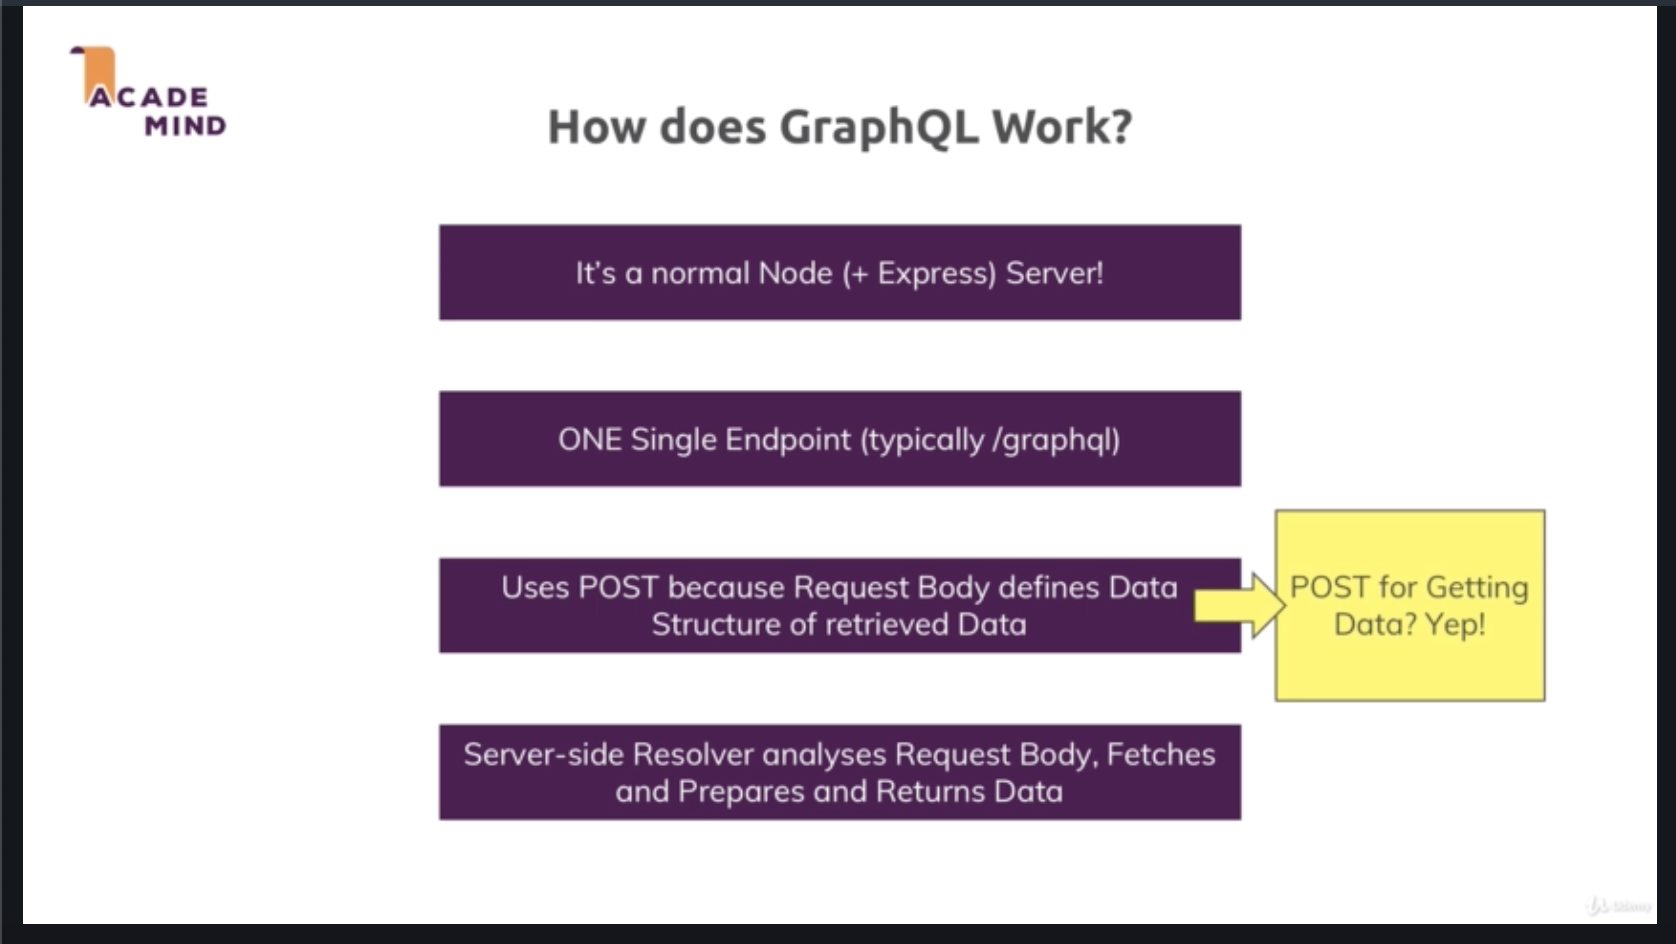 ACADE
MIND
How does GraphQL Work?
It's a normal Node (+ Express) Server!
ONE Single Endpoint (typically /graphql)
Uses POST because Request Body defines Data
Structure of retrieved Data
POST for Getting
Data? Yep!
Server-side Resolver analyses Request Body, Fetches
and Prepares and Returns Data
Udemy